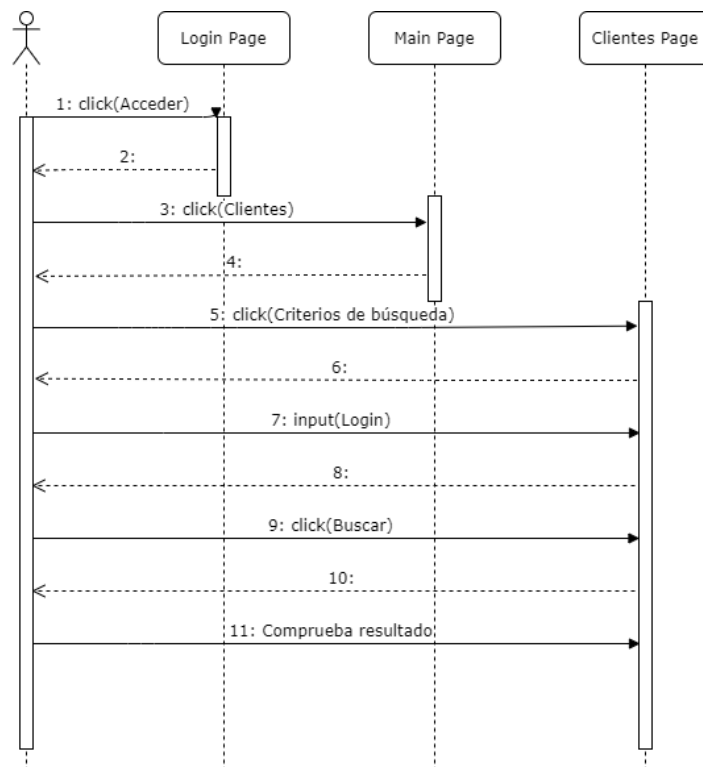 Login Page
Main Page
Clientes Page
1: click(Acceder)
2:
3: click(Clientes)
4:
5: click(Criterios de búsqueda)
6:
7: input(Login)
8:
9: click(Buscar)
10:
11: Comprueba resultado